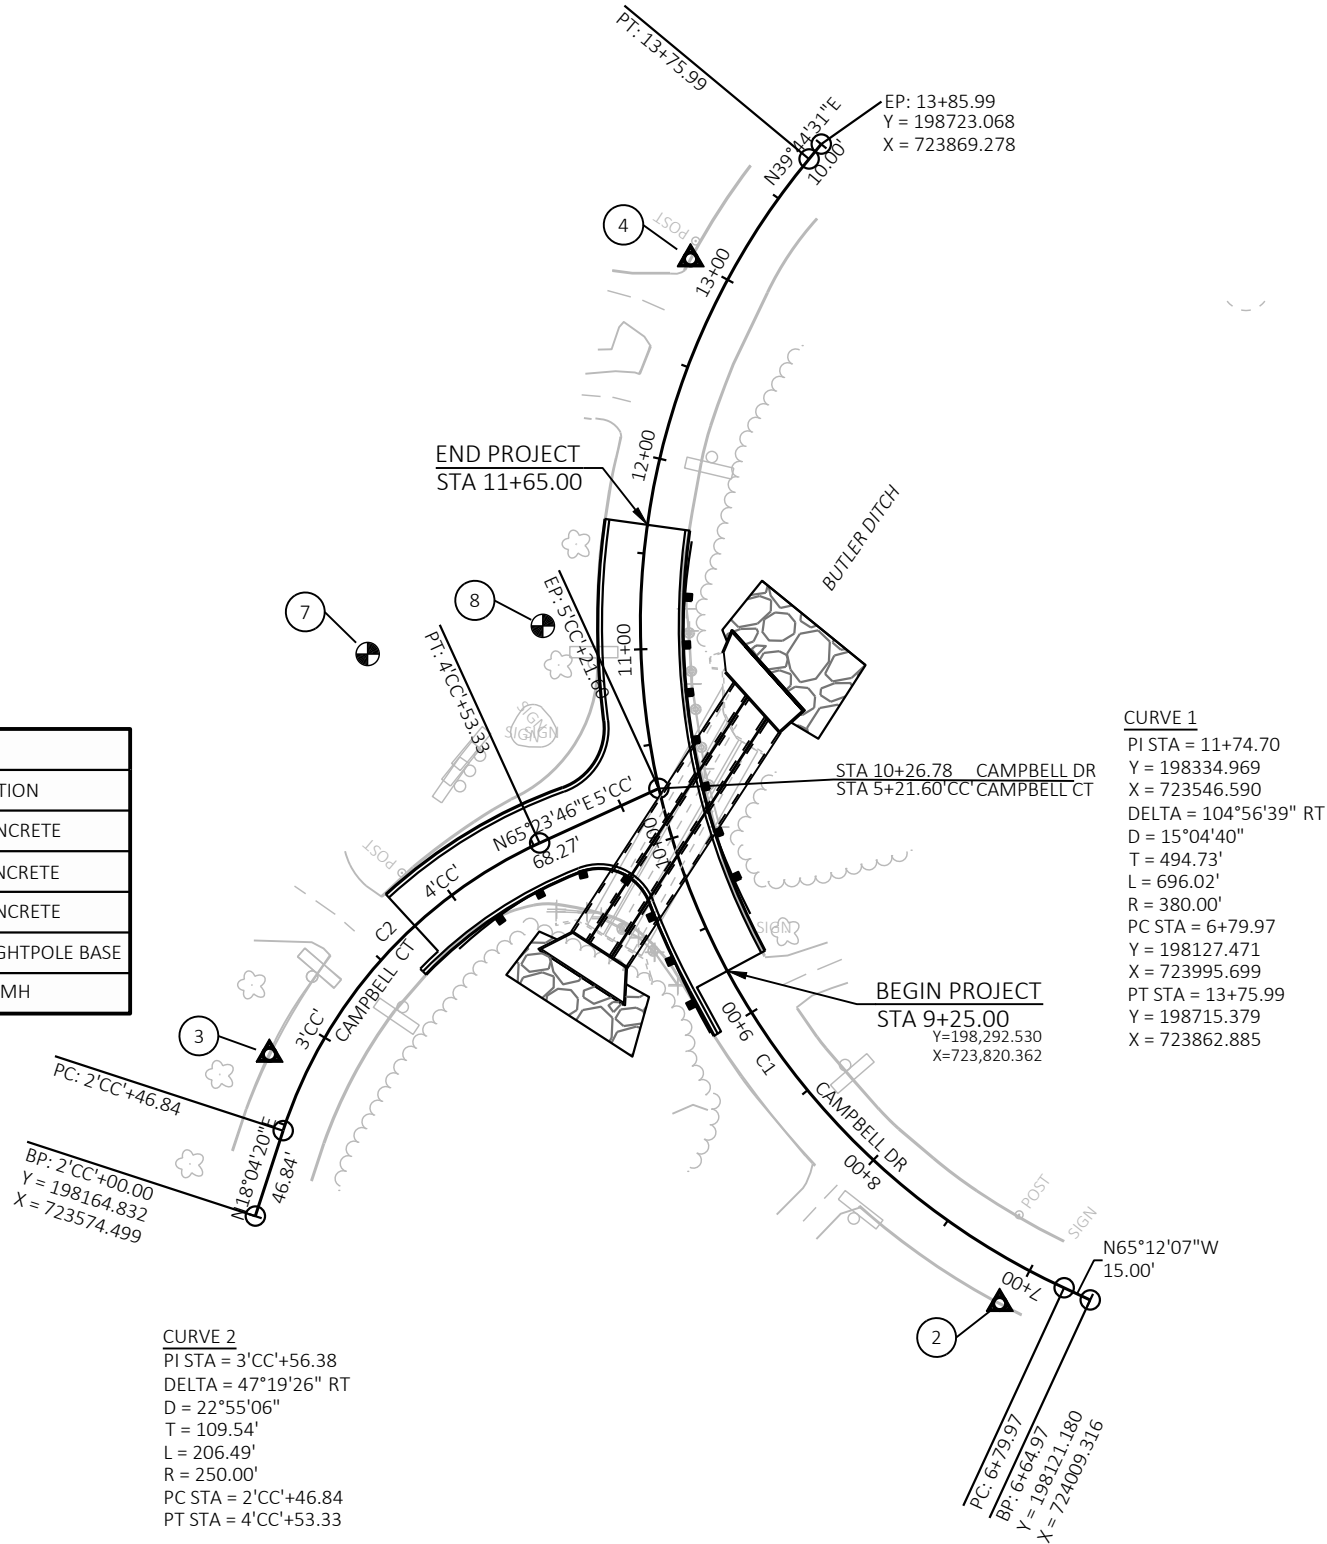 PT: 13+75.99
N39°44'31"E
10.00'
EP: 13+85.99
Y = 198723.068
X = 723869.278
4
POST
13+00
12+00
END PROJECT
STA 11+65.00
BUTLER DITCH
7
8
EP: 5'CC'+21.60
PT: 4'CC'+53.33
11+00
SIGN
SIGN
SIGN
TION
NCRETE
NCRETE
NCRETE
GHTPOLE BASE
MH
STA 10+26.78 CAMPBELL DR
STA 5+21.60'CC' CAMPBELL CT
CURVE 1
PI STA = 11+74.70
Y = 198334.969
X = 723546.590
DELTA = 104°56'39" RT
D = 15°04'40"
T = 494.73'
L = 696.02'
R = 380.00'
PC STA = 6+79.97
Y = 198127.471
X = 723995.699
PT STA = 13+75.99
Y = 198715.379
X = 723862.885
N65°23'46"E
68.27'
5'CC'
10+00
POST
4'CC'
C2
CAMPBELL CT
3'CC'
SIGN
BEGIN PROJECT
STA 9+25.00
Y=198,292.530
X=723,820.362
9+00
C1
3
PC: 2'CC'+46.84
BP: 2'CC'+00.00
Y = 198164.832
X = 723574.499
N18°04'20"E
46.84'
CAMPBELL DR
8+00
POST
SIGN
N65°12'07"W
15.00'
7+00
2
PC: 6+79.97
BP: 6+64.97
Y = 198121.180
X = 724009.316
CURVE 2
PI STA = 3'CC'+56.38
DELTA = 47°19'26" RT
D = 22°55'06"
T = 109.54'
L = 206.49'
R = 250.00'
PC STA = 2'CC'+46.84
PT STA = 4'CC'+53.33